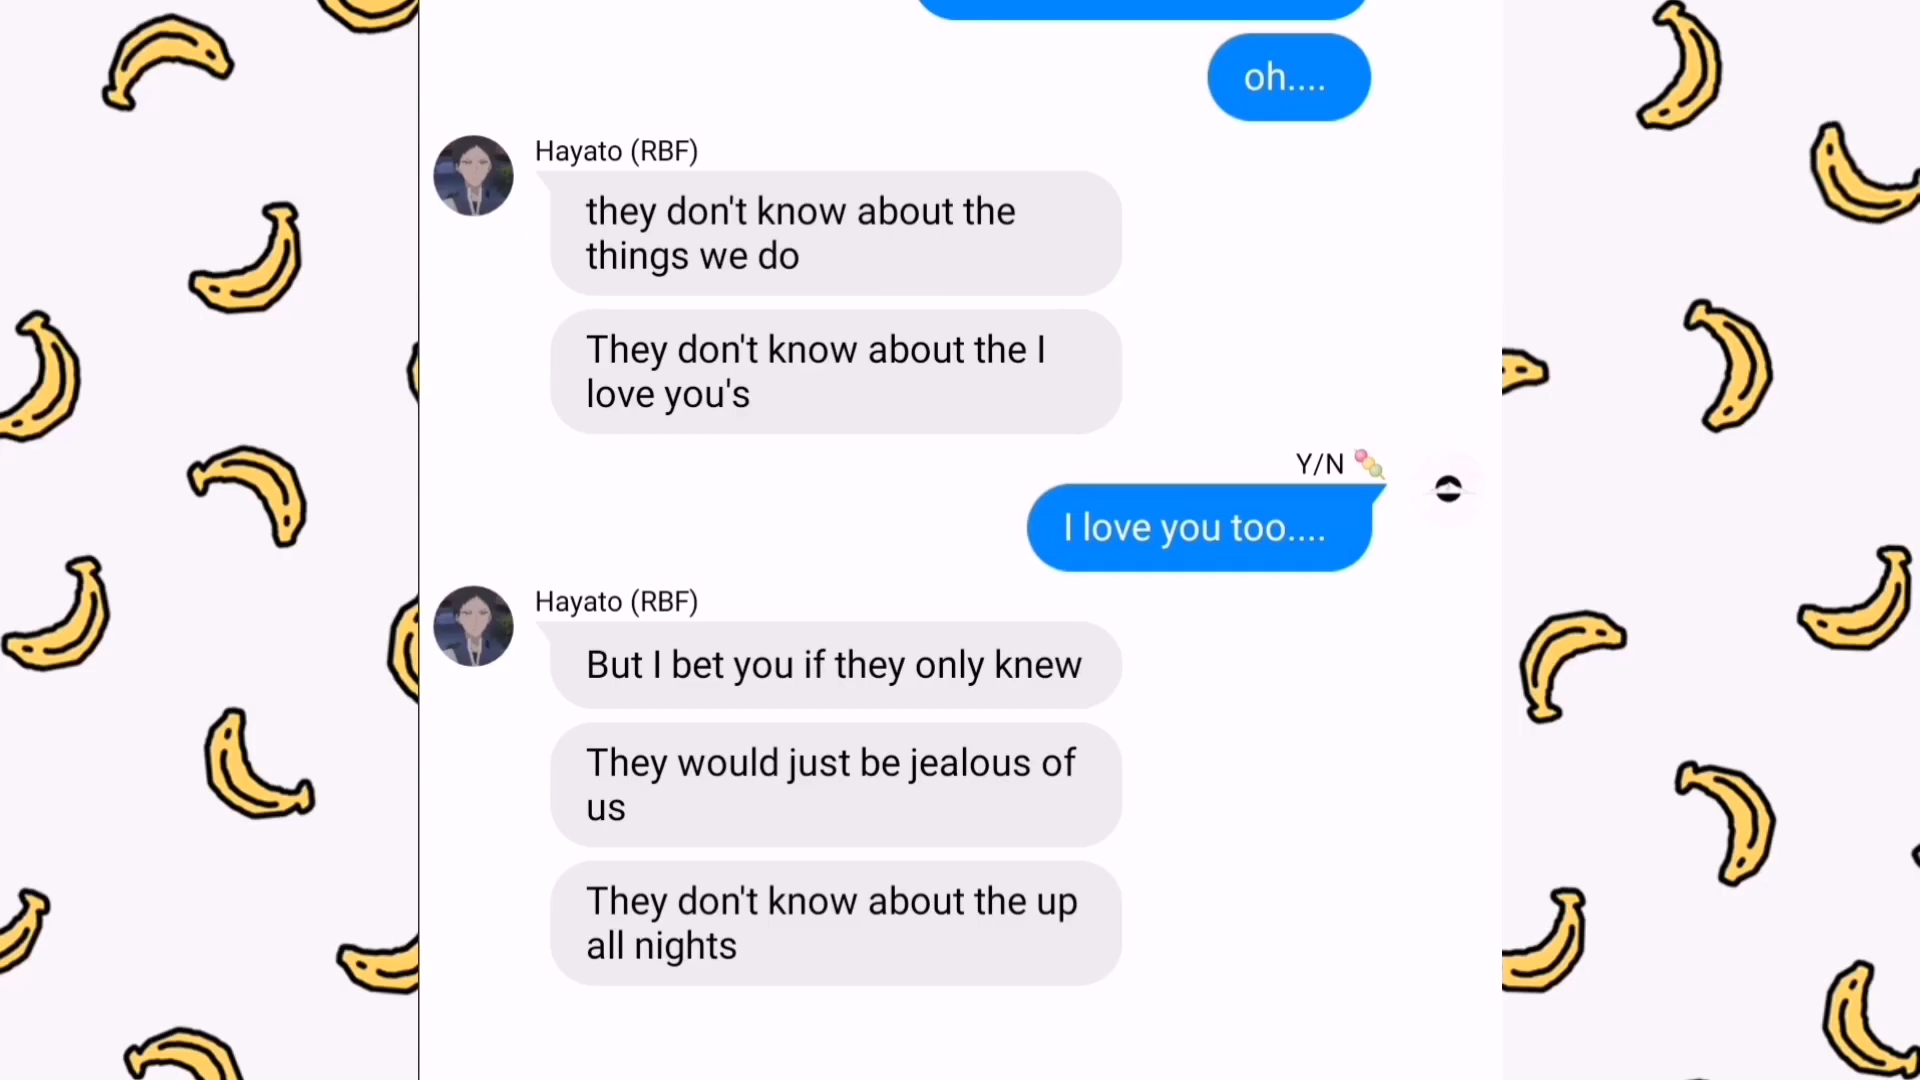 oh....
Hayato (RBF)
they don't know about the
things we do
They don't know about the I
love you's
Y/N 🍡
I love you too....
Hayato (RBF)
But I bet you if they only knew
They would just be jealous of
us
They don't know about the up
all nights